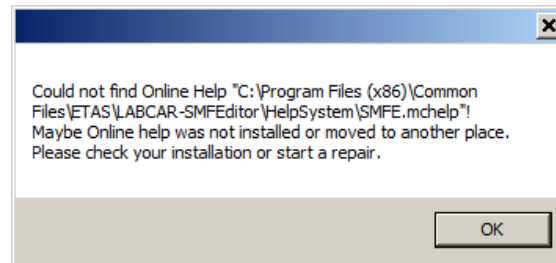 Could not find Online Help "C:\Program Files (x86)\Common
Files\ETAS\LABCAR-SMFEditor\HelpSystem\SMFE.mchelp"!
Maybe Online help was not installed or moved to another place.
Please check your installation or start a repair.
OK